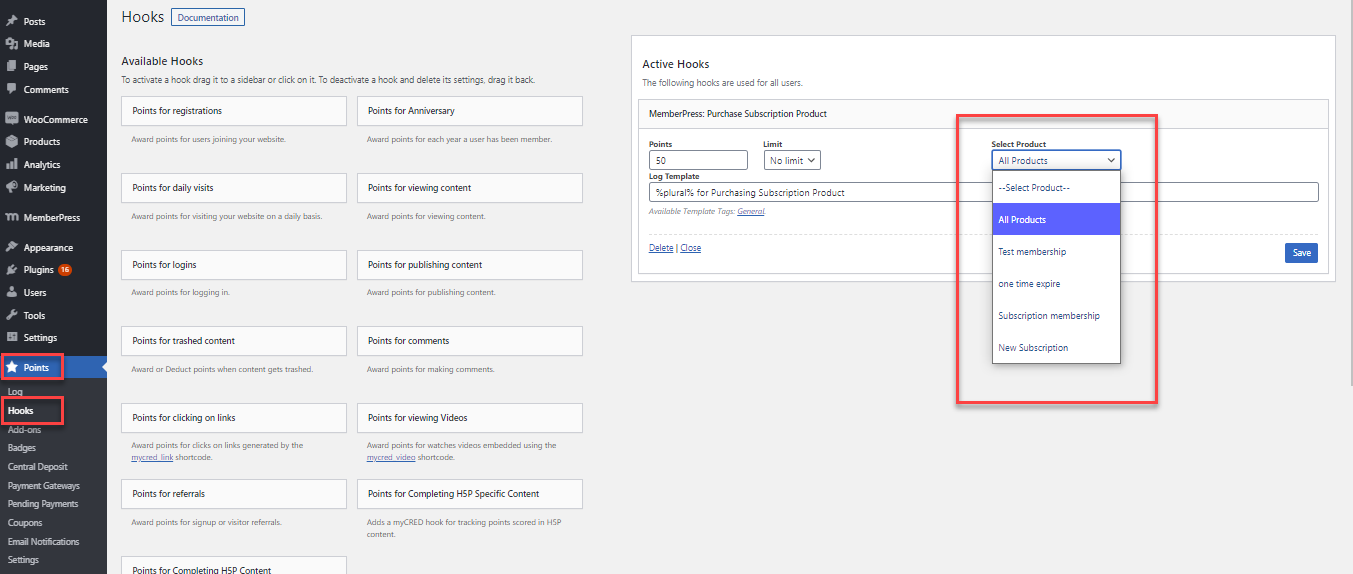 Posts
Media
Pages
Comments
WooCommerce
Products
Analytics
Marketing
MemberPress
Appearance
Plugins 16
Users
Tools
Settings
Points
Log
Hooks
Add-ons
Badges
Central Deposit
Payment Gateways
Pending Payments
Coupons
Email Notifications
Settings
Hooks Documentation
Available Hooks
To activate a hook drag it to a sidebar or click on it. To deactivate a hook and delete its settings, drag it back.
Points for registrations
Award points for users joining your website.
Points for Anniversary
Award points for each year a user has been member.
Points for daily visits
Award points for visiting your website on a daily basis.
Points for viewing content
Award points for viewing content.
Points for logins
Award points for logging in.
Points for publishing content
Award points for publishing content.
Points for trashed content
Award or Deduct points when content gets trashed.
Points for comments
Award points for making comments.
Points for clicking on links
Award points for clicks on links generated by the
mycred_link shortcode.
Points for viewing Videos
Award points for watches videos embedded using the
mycred_video shortcode.
Points for referrals
Award points for signup or visitor referrals.
Points for Completing H5P Specific Content
Adds a myCRED hook for tracking points scored in H5P
content.
Points for Completing H5P Content
Active Hooks
The following hooks are used for all users.
MemberPress: Purchase Subscription Product
Points
50
Limit
No limit
Select Product
All Products
--Select Product--
All Products
Test membership
one time expire
Subscription membership
New Subscription
Log Template
%plural% for Purchasing Subscription Product
Available Template Tags: General.
Delete | Close
Save